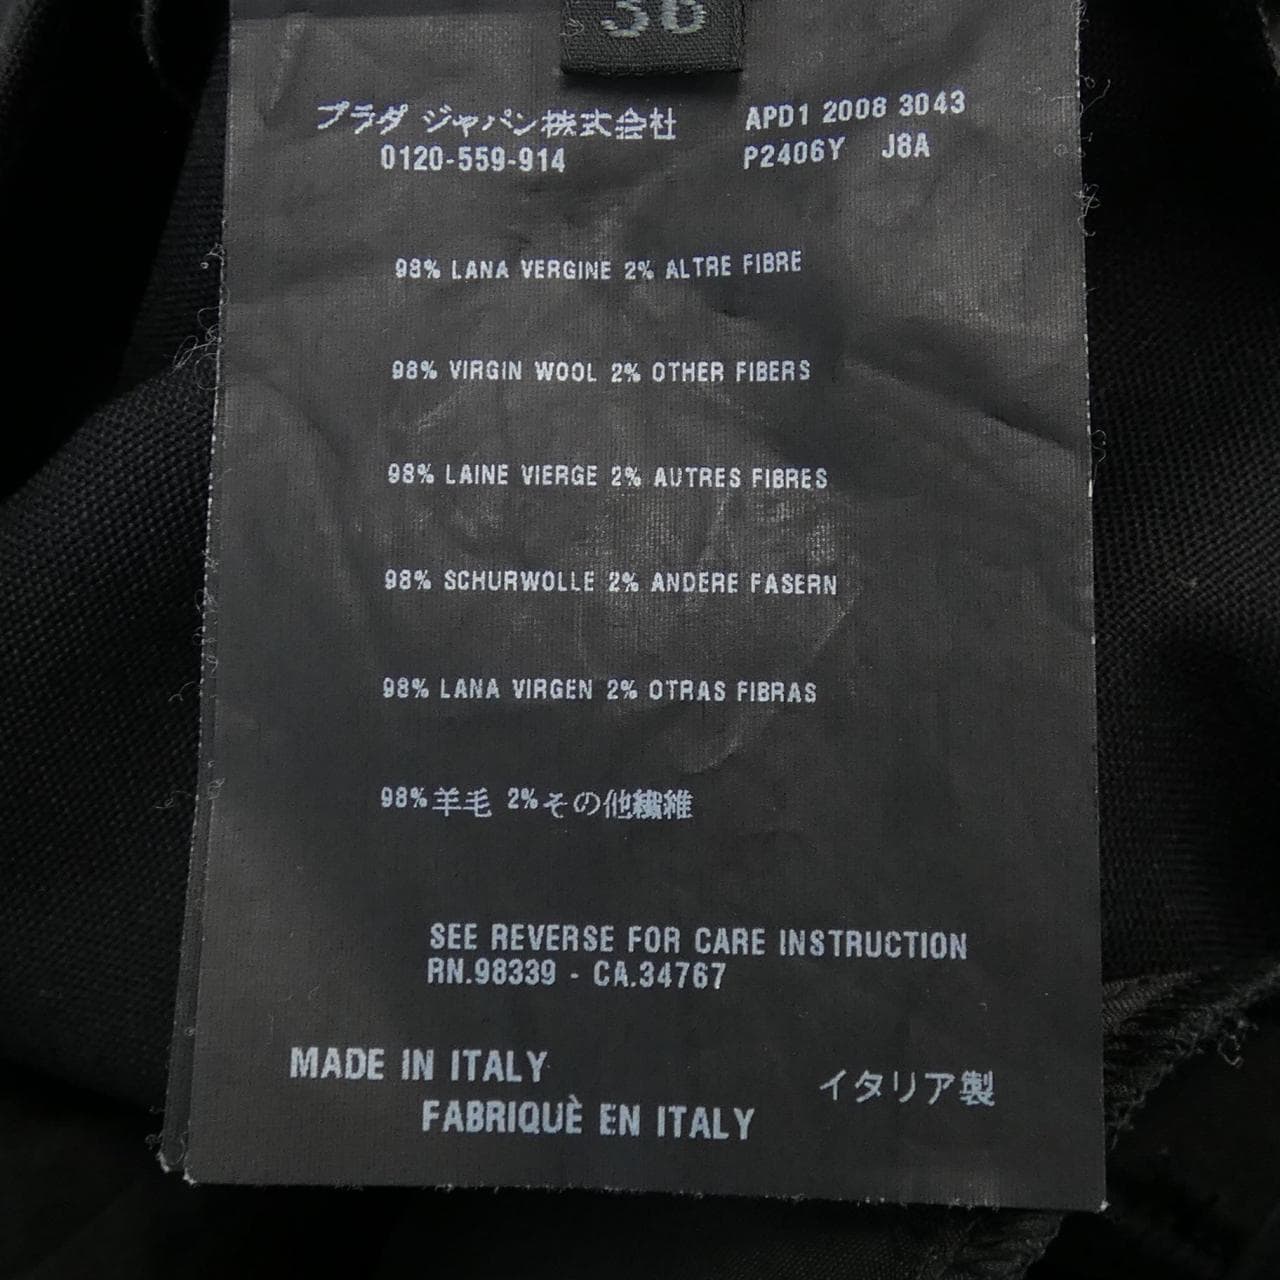 36
プラダ ジャパン株式会社
0120-559-914
APD1 2008 3043
P2406Y J8A
98% LANA VERGINE 2% ALTRE FIBRE
98% VIRGIN WOOL 2% OTHER FIBERS
98% LAINE VIERGE 2% AUTRES FIBRES
98% SCHURWOLLE 2% ANDERE FASERN
98% LANA VIRGEN 2% OTRAS FIBRAS
98%羊毛 2%その他繊維
SEE REVERSE FOR CARE INSTRUCTION
RN.98339 - CA.34767
MADE IN ITALY
FABRIQUÈ EN ITALY
イタリア製